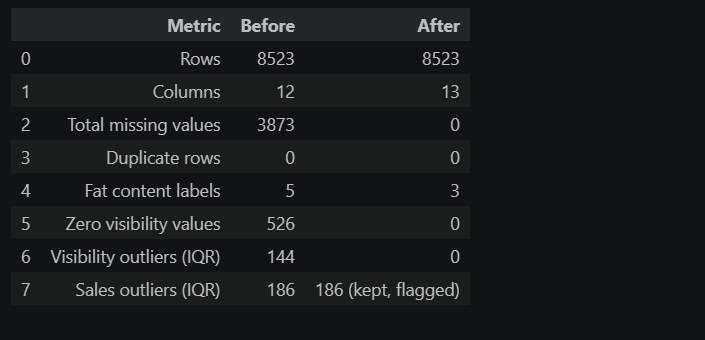 Metric Before After
0 Rows 8523 8523
1 Columns 12 13
2 Total missing values 3873 0
3 Duplicate rows 0 0
4 Fat content labels 5 3
5 Zero visibility values 526 0
6 Visibility outliers (IQR) 144 0
7 Sales outliers (IQR) 186 186 (kept, flagged)